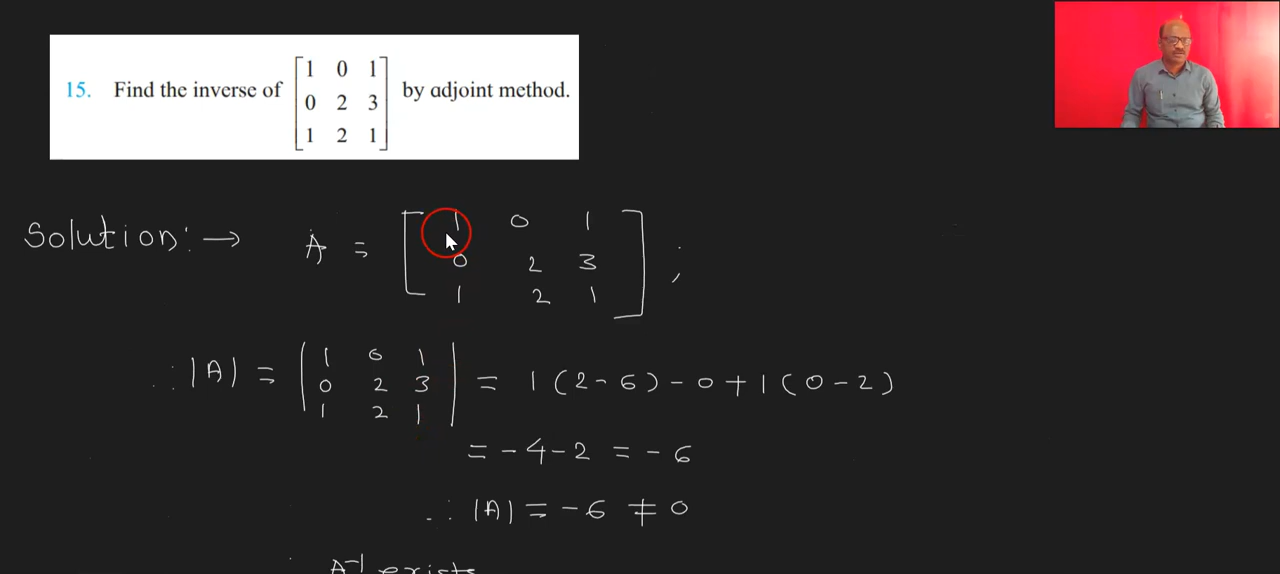 15. Find the inverse of [1 0 1
0 2 3
1 2 1] by adjoint method.
Solution: → A = [1 0 1
0 2 3
1 2 1] ;
∴ |A| = |1 0 1
0 2 3
1 2 1| = 1(2-6)-0+1(0-2)
= -4-2 = -6
∴ |A| = -6 ≠ 0
A⁻¹ exists